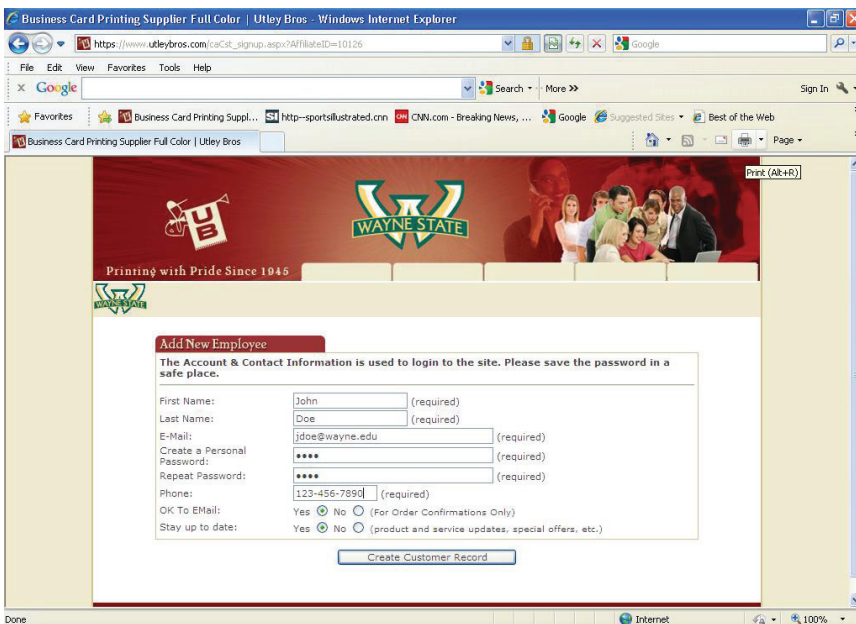 Business Card Printing Supplier Full Color | Utley Bros - Windows Internet Explorer
https://www.utleybros.com/caCst_signup.aspx?AffiliateID=10126
Google
File Edit View Favorites Tools Help
x Google Search More >> Sign In
Favorites Business Card Printing Suppl... SI http--sportsillustrated.cnn CNN CNN.com - Breaking News, ... Google Suggested Sites Best of the Web
Business Card Printing Supplier Full Color | Utley Bros Page
Print (Alt+R)
UB
W
WAYNE STATE
Printing with Pride Since 1945
WAYNE STATE
Add New Employee
The Account & Contact Information is used to login to the site. Please save the password in a
safe place.
First Name: John (required)
Last Name: Doe (required)
E-Mail: jdoe@wayne.edu (required)
Create a Personal
Password: •••• (required)
Repeat Password: •••• (required)
Phone: 123-456-7890 (required)
OK To EMail: Yes No (For Order Confirmations Only)
Stay up to date: Yes No (product and service updates, special offers, etc.)
Create Customer Record
Done Internet 100%